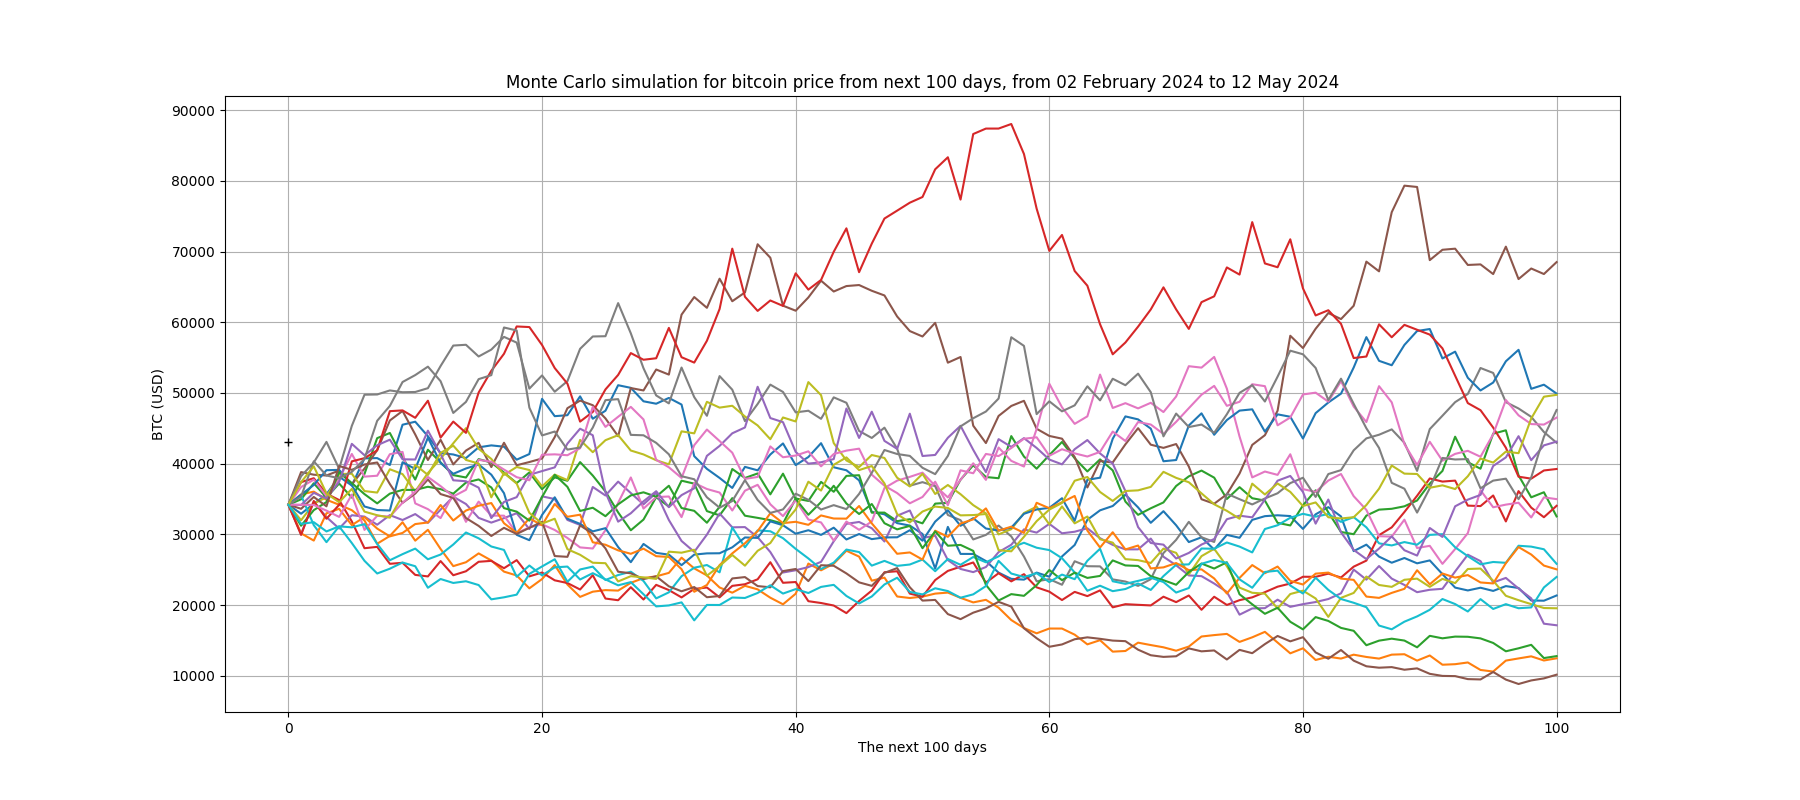 Monte Carlo simulation for bitcoin price from next 100 days, from 02 February 2024 to 12 May 2024
90000
80000
70000
60000
50000
40000
30000
20000
10000
BTC (USD)
0 20 40 60 80 100
The next 100 days